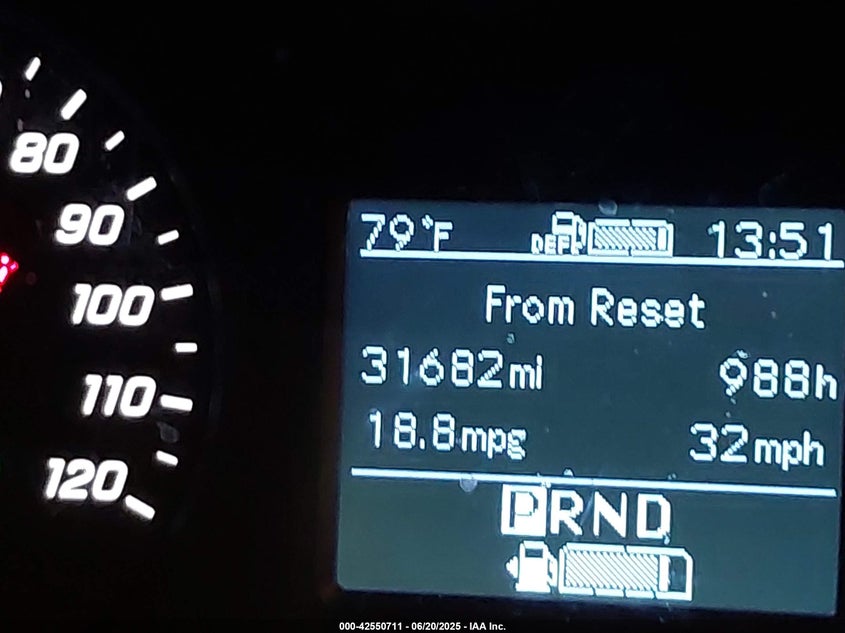 80
90
100
110
120
79°F DEF 13:51
From Reset
31682mi 988h
18.8mpg 32mph
PRND
000-42550711 - 06/20/2025 - IAA Inc.